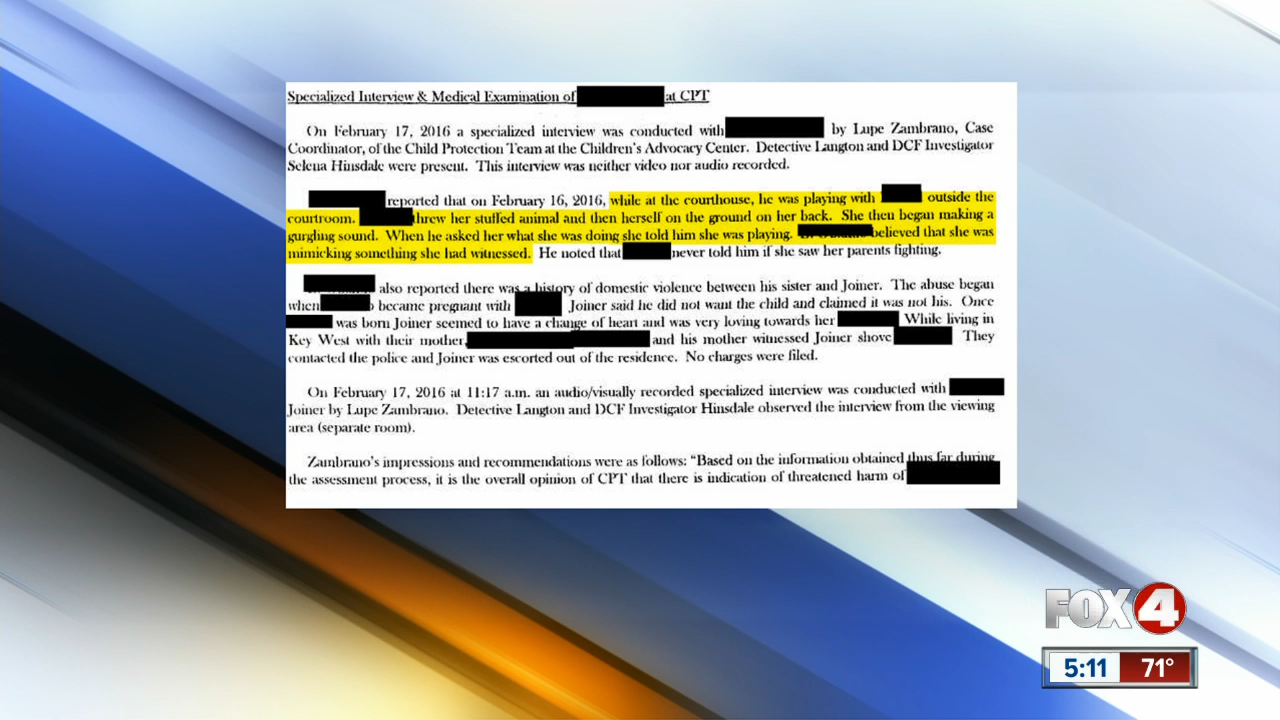 Specialized Interview & Medical Examination of at CPT
On February 17, 2016 a specialized interview was conducted with by Lupe Zambrano, Case
Coordinator, of the Child Protection Team at the Children's Advocacy Center. Detective Langton and DCF Investigator
Selena Hinsdale were present. This interview was neither video nor audio recorded.
reported that on February 16, 2016, while at the courthouse, he was playing with outside the
courtroom. threw her stuffed animal and then herself on the ground on her back. She then began making a
gurgling sound. When he asked her what she was doing she told him she was playing. believed that she was
mimicking something she had witnessed. He noted that never told him if she saw her parents fighting.
also reported there was a history of domestic violence between his sister and Joiner. The abuse began
when became pregnant with Joiner said he did not want the child and claimed it was not his. Once
was born Joiner seemed to have a change of heart and was very loving towards her While living in
Key West with their mother, and his mother witnessed Joiner shove They
contacted the police and Joiner was escorted out of the residence. No charges were filed.
On February 17, 2016 at 11:17 a.m. an audio/visually recorded specialized interview was conducted with
Joiner by Lupe Zambrano. Detective Langton and DCF Investigator Hinsdale observed the interview from the viewing
area (separate room).
Zambrano's impressions and recommendations were as follows: "Based on the information obtained thus far during
the assessment process, it is the overall opinion of CPT that there is indication of threatened harm of
FOX 4
5:11 71°